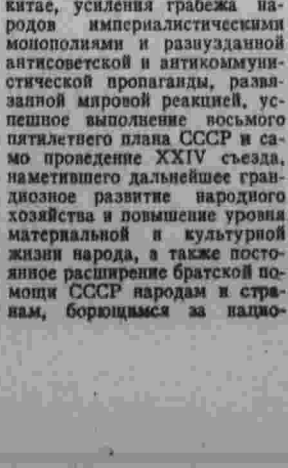 китае, усиления грабежа на-
родов империалистическими
монополиями и разнузданной
антисоветской и антикоммуни-
стической пропаганды, развя-
занной мировой реакцией, ус-
пешное выполнение восьмого
пятилетнего плана СССР и са-
мо проведение XXIV съезда,
наметившего дальнейшее гран-
диозное развитие народного
хозяйства и повышение уровня
материальной и культурной
жизни народа, а также посто-
янное расширение братской по-
мощи СССР народам и стра-
нам, борющимся за нацио-